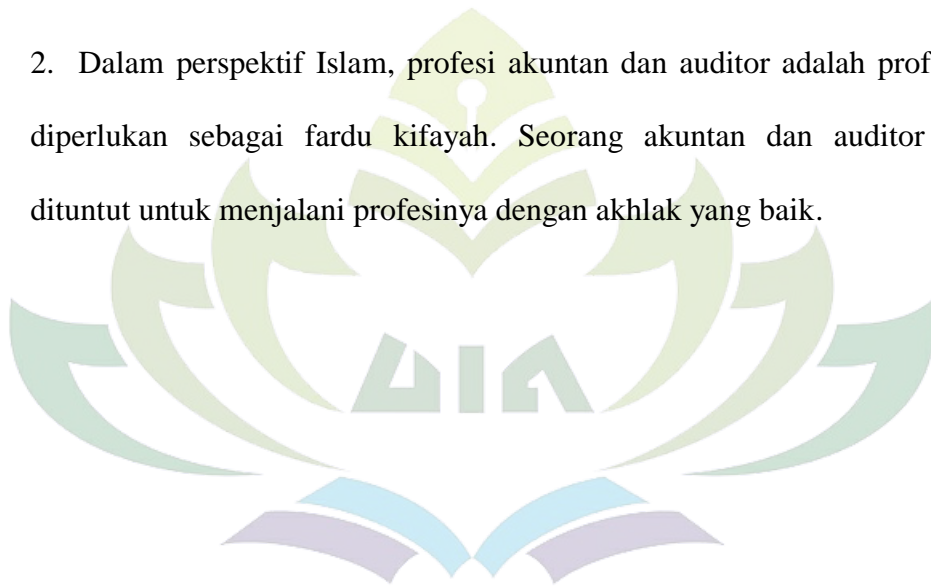 2. Dalam perspektif Islam, profesi akuntan dan auditor adalah prof
diperlukan sebagai fardu kifayah. Seorang akuntan dan auditor
dituntut untuk menjalani profesinya dengan akhlak yang baik.
UIN